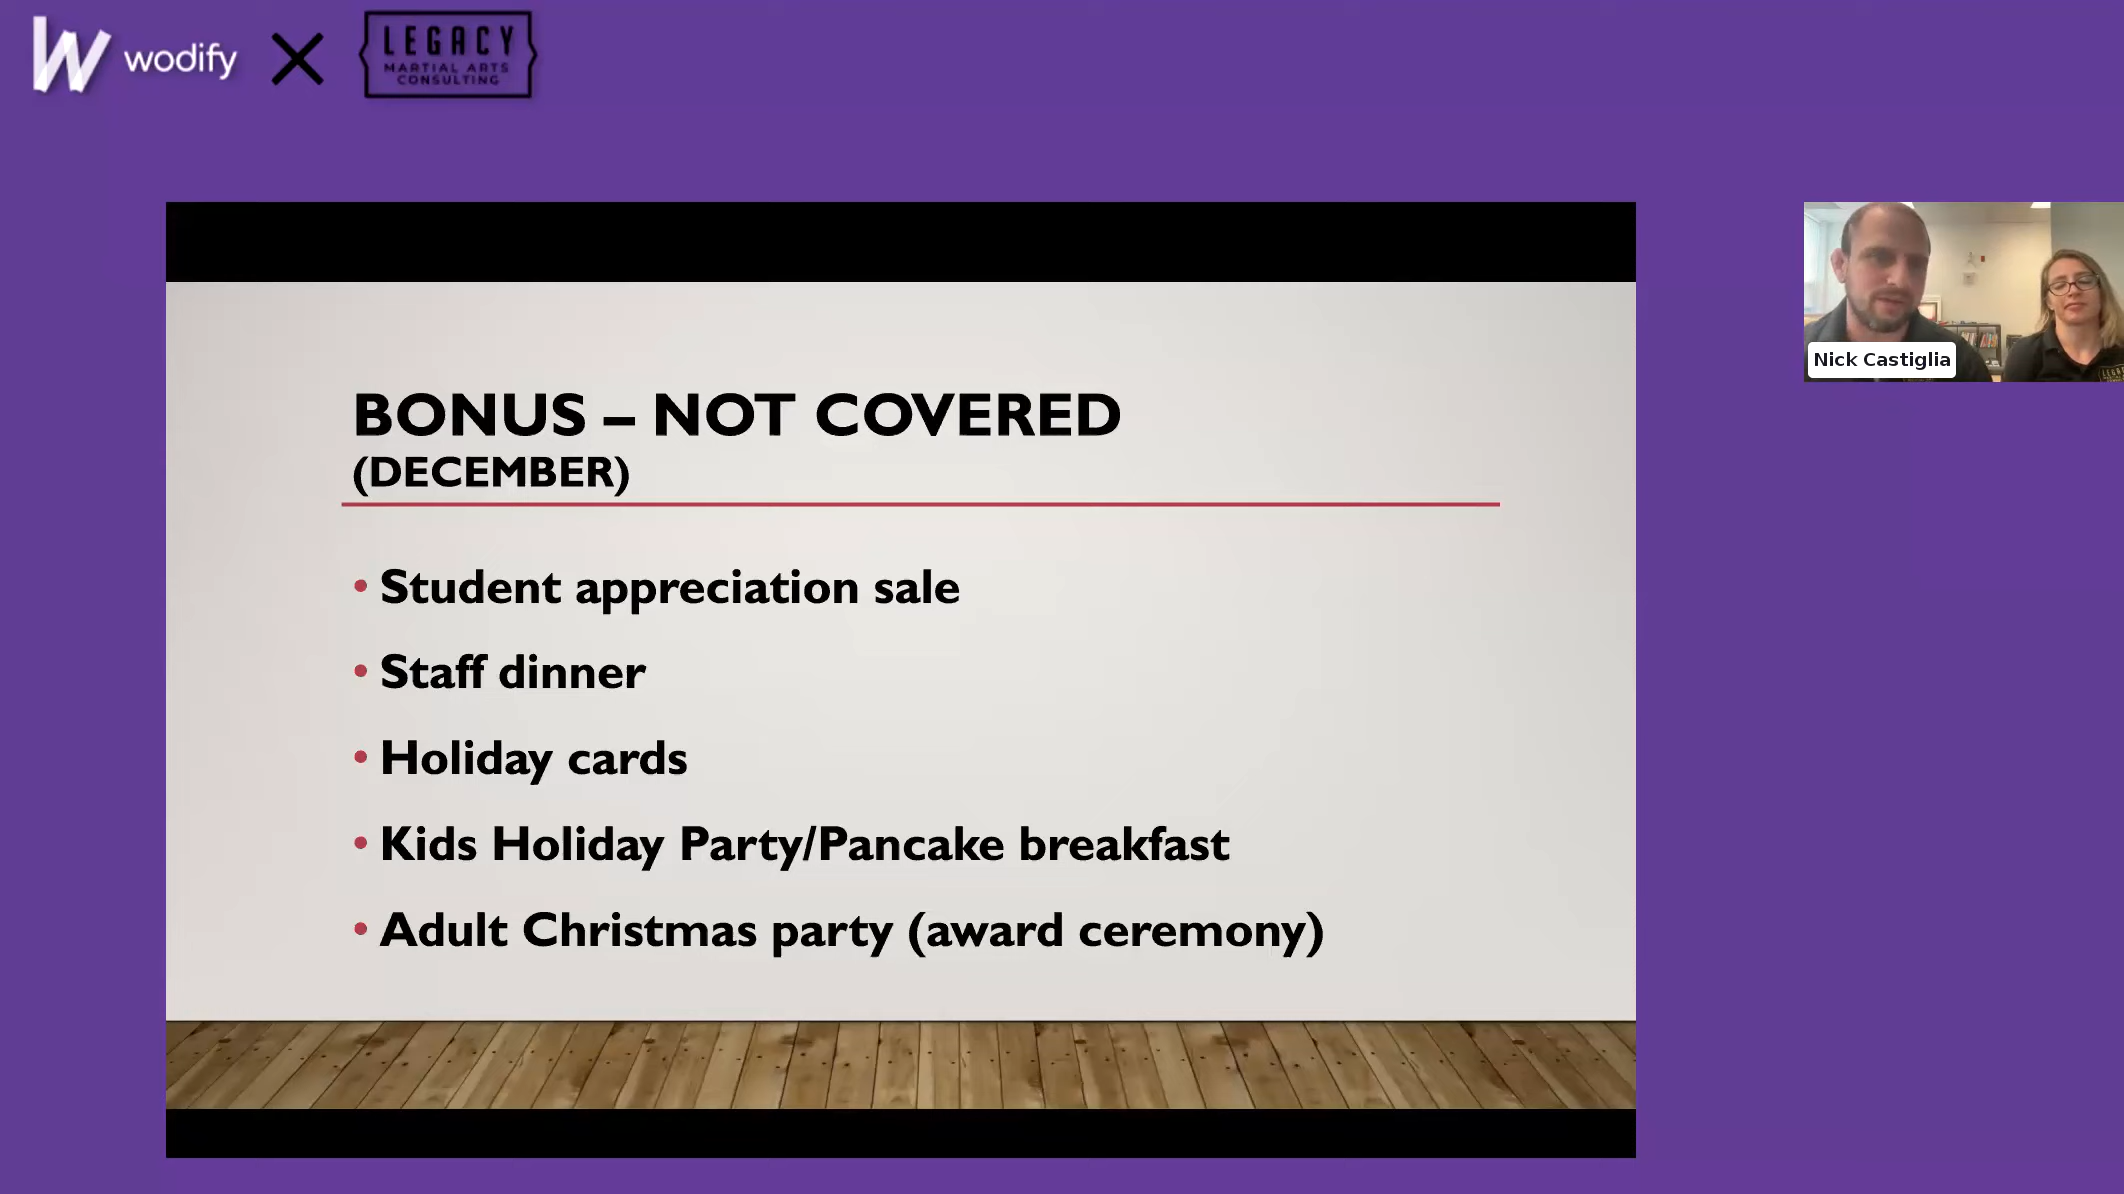 wodify
LEGACY
MARTIAL ARTS
CONSULTING
BONUS – NOT COVERED
(DECEMBER)
• Student appreciation sale
• Staff dinner
• Holiday cards
• Kids Holiday Party/Pancake breakfast
• Adult Christmas party (award ceremony)
Nick Castiglia